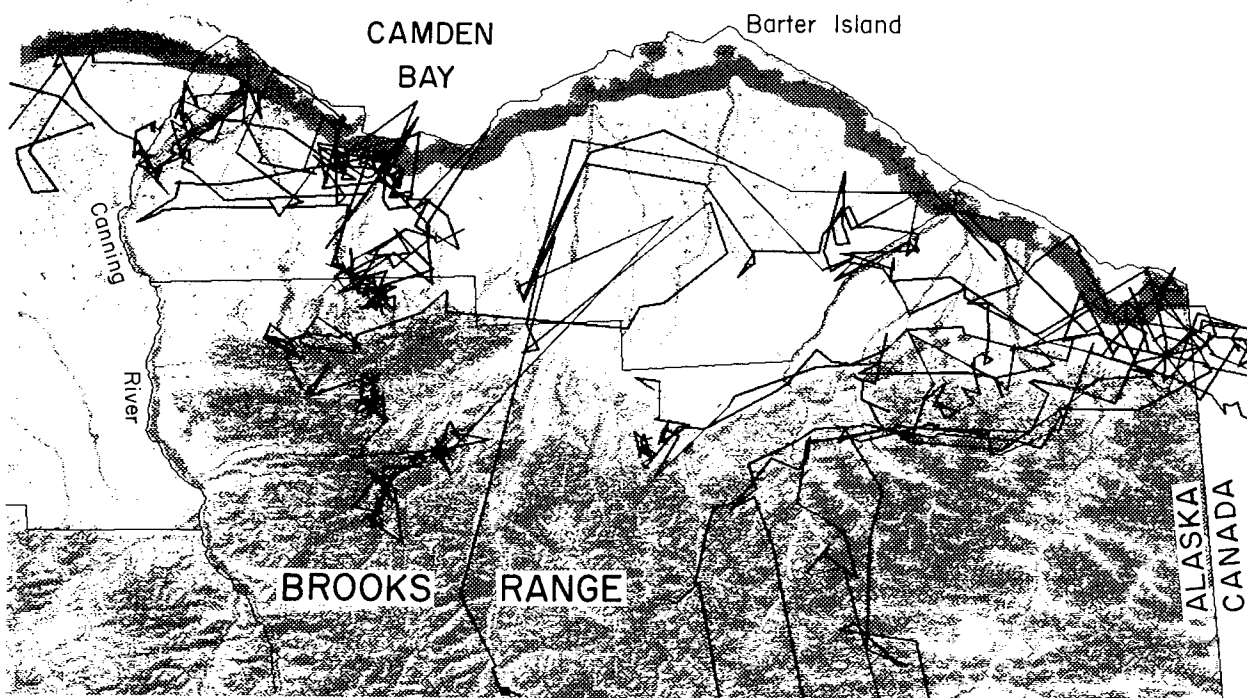 CAMDEN
BAY
Barter Island
Canning
River
BROOKS RANGE
ALASKA
CANADA